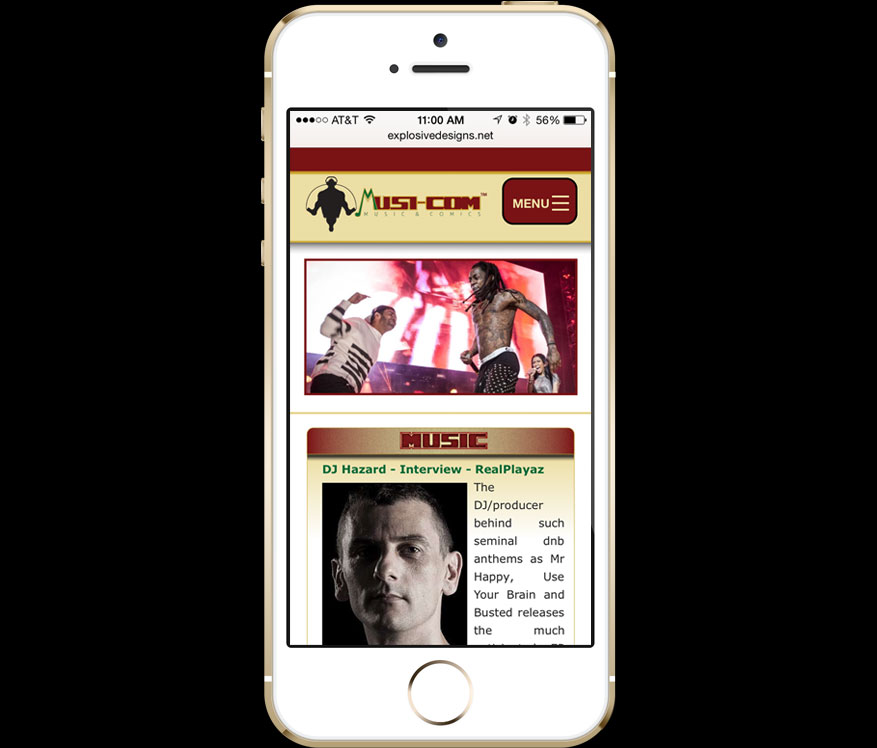 AT&T 11:00 AM 56%
explosivedesigns.net
MUSI-COM™
MUSIC & COMICS
MENU
MUSIC
DJ Hazard - Interview - RealPlayaz
The
DJ/producer
behind such
seminal dnb
anthems as Mr
Happy, Use
Your Brain and
Busted releases
the much